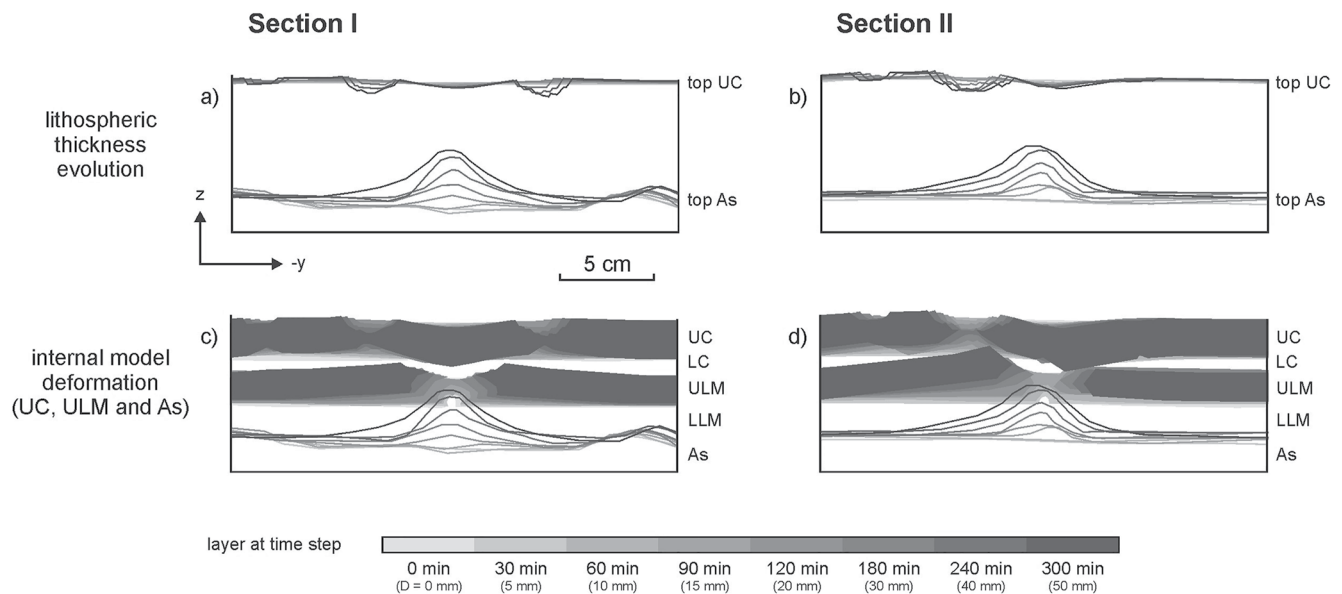 Section I
Section II
a)
top UC
b)
top UC
lithospheric
thickness
evolution
z
top As
top As
-y
5 cm
c)
UC
d)
UC
internal model
deformation
(UC, ULM and As)
LC
LC
ULM
ULM
LLM
LLM
As
As
layer at time step
0 min 30 min 60 min 90 min 120 min 180 min 240 min 300 min
(D = 0 mm) (5 mm) (10 mm) (15 mm) (20 mm) (30 mm) (40 mm) (50 mm)